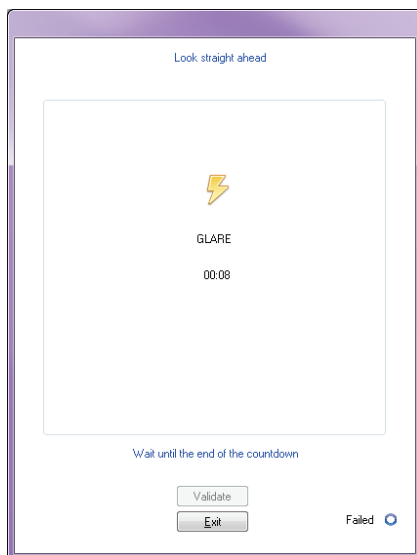 Look straight ahead
GLARE
00:08
Wait until the end of the countdown
Validate
Exit
Failed